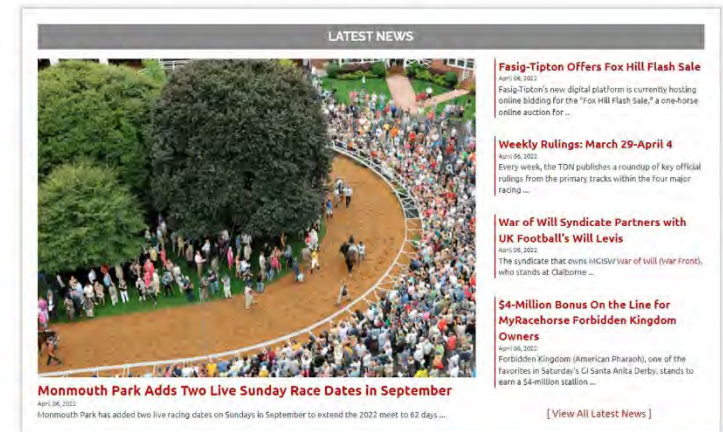 LATEST NEWS
Monmouth Park Adds Two Live Sunday Race Dates in September
April 06, 2022
Monmouth Park has added two live racing dates on Sundays in September to extend the 2022 meet to 62 days ...
Fasig-Tipton Offers Fox Hill Flash Sale
April 06, 2022
Fasig-Tipton's new digital platform is currently hosting
online bidding for the "Fox Hill Flash Sale," a one-horse
online auction for ...
Weekly Rulings: March 29-April 4
April 06, 2022
Every week, the TDN publishes a roundup of key official
rulings from the primary tracks within the four major
racing ...
War of Will Syndicate Partners with
UK Football's Will Levis
April 06, 2022
The syndicate that owns MGISW War of Will (War Front),
who stands at Claiborne ...
$4-Million Bonus On the Line for
MyRacehorse Forbidden Kingdom
Owners
April 06, 2022
Forbidden Kingdom (American Pharoah), one of the
favorites in Saturday's GI Santa Anita Derby, stands to
earn a $4-million stallion ...
[ View All Latest News ]